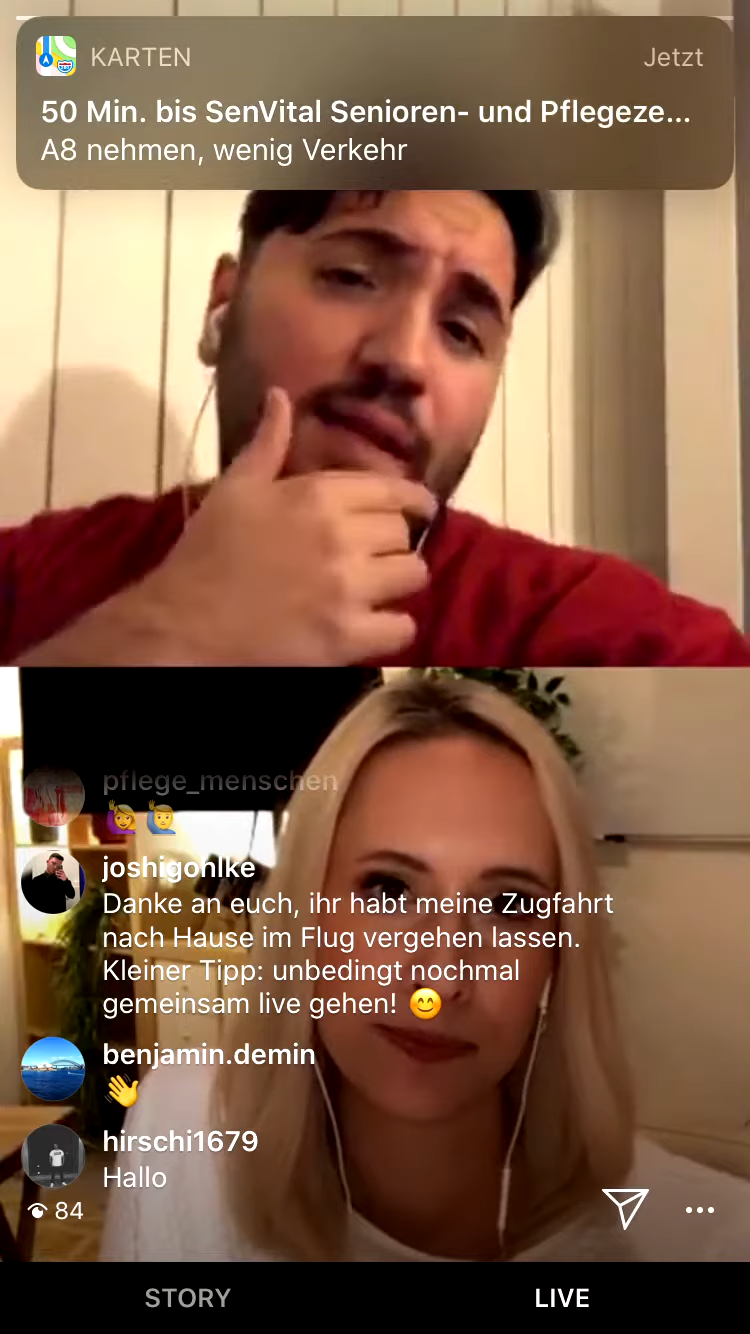 KARTEN
Jetzt
50 Min. bis SenVital Senioren- und Pflegeze...
A8 nehmen, wenig Verkehr
pflege_menschen
🙋‍♀️ 🙋‍♂️
joshigohlke
Danke an euch, ihr habt meine Zugfahrt
nach Hause im Flug vergehen lassen.
Kleiner Tipp: unbedingt nochmal
gemeinsam live gehen! 😊
benjamin.demin
👋
hirschi1679
Hallo
84
STORY
LIVE